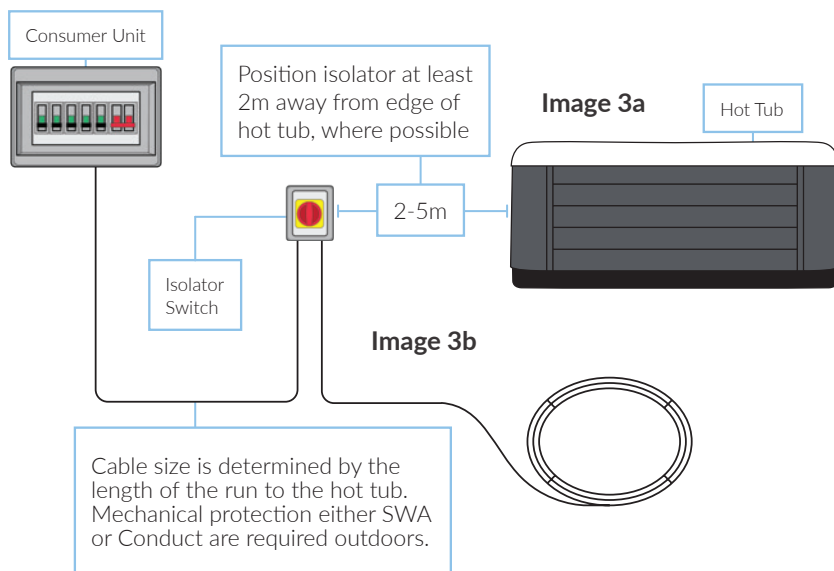 Consumer Unit
Position isolator at least
2m away from edge of
hot tub, where possible
Image 3a
Hot Tub
2-5m
Isolator
Switch
Image 3b
Cable size is determined by the
length of the run to the hot tub.
Mechanical protection either SWA
or Conduct are required outdoors.